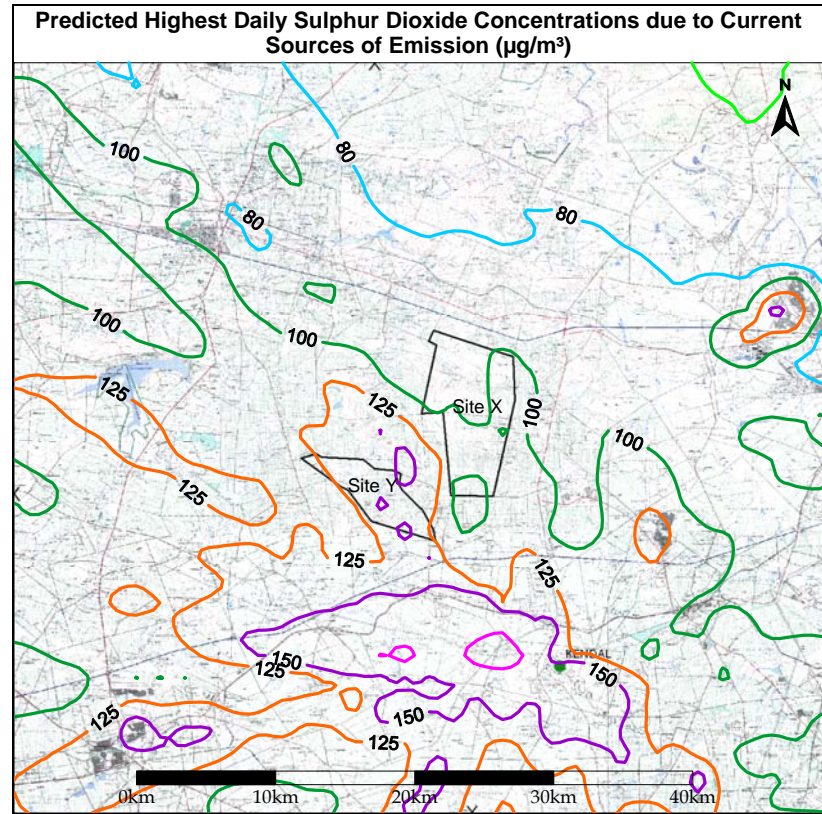 Predicted Highest Daily Sulphur Dioxide Concentrations due to Current
Sources of Emission (µg/m³)
N
100
80
80
80
100
100
125
Site X
100
100
125
125
Site Y
125
125
150
KENDAL
125
150
150
125
125
0km 10km 20km 30km 40km